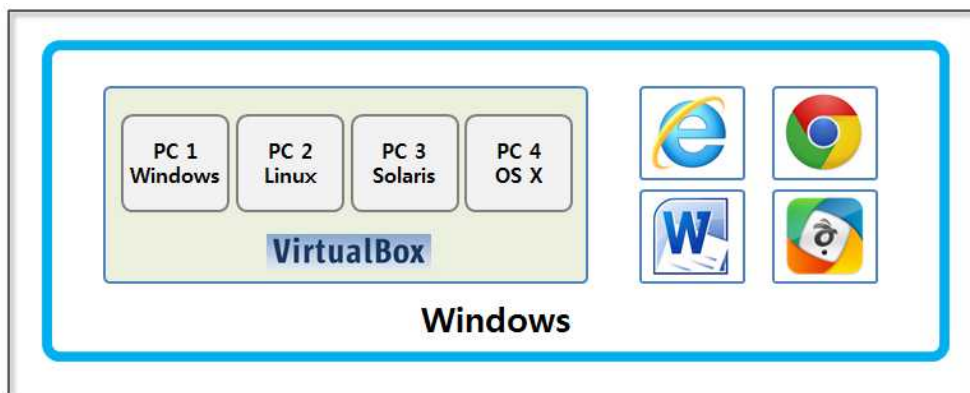 PC 1
Windows
PC 2
Linux
PC 3
Solaris
PC 4
OS X
VirtualBox
W
ㅎ
Windows